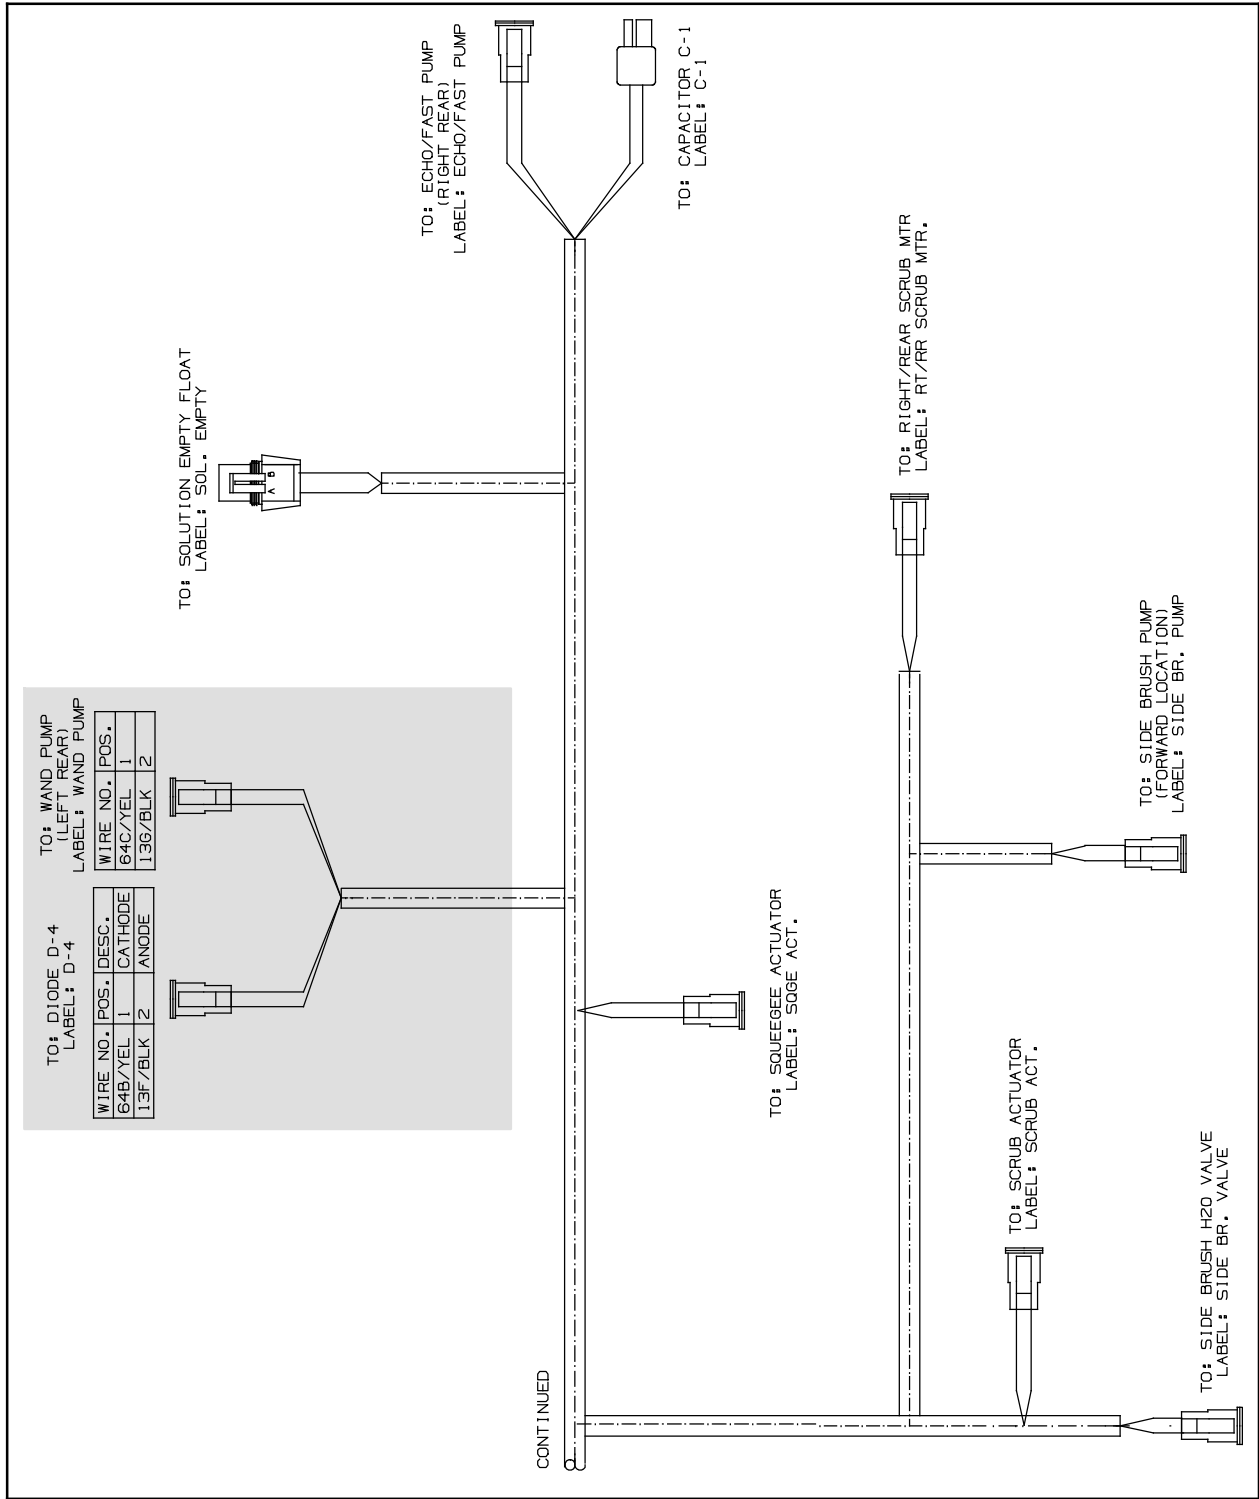 TO: DIODE D-4
LABEL: D-4
WIRE NO. POS. DESC.
64B/YEL 1 CATHODE
13F/BLK 2 ANODE
TO: WAND PUMP
(LEFT REAR)
LABEL: WAND PUMP
WIRE NO. POS.
64C/YEL 1
13G/BLK 2
TO: SOLUTION EMPTY FLOAT
LABEL: SOL. EMPTY
A B
TO: ECHO/FAST PUMP
(RIGHT REAR)
LABEL: ECHO/FAST PUMP
TO: CAPACITOR C-1
LABEL: C-1
CONTINUED
TO: SQUEEGEE ACTUATOR
LABEL: SQGE ACT.
TO: RIGHT/REAR SCRUB MTR
LABEL: RT/RR SCRUB MTR.
TO: SCRUB ACTUATOR
LABEL: SCRUB ACT.
TO: SIDE BRUSH PUMP
(FORWARD LOCATION)
LABEL: SIDE BR. PUMP
TO: SIDE BRUSH H20 VALVE
LABEL: SIDE BR. VALVE